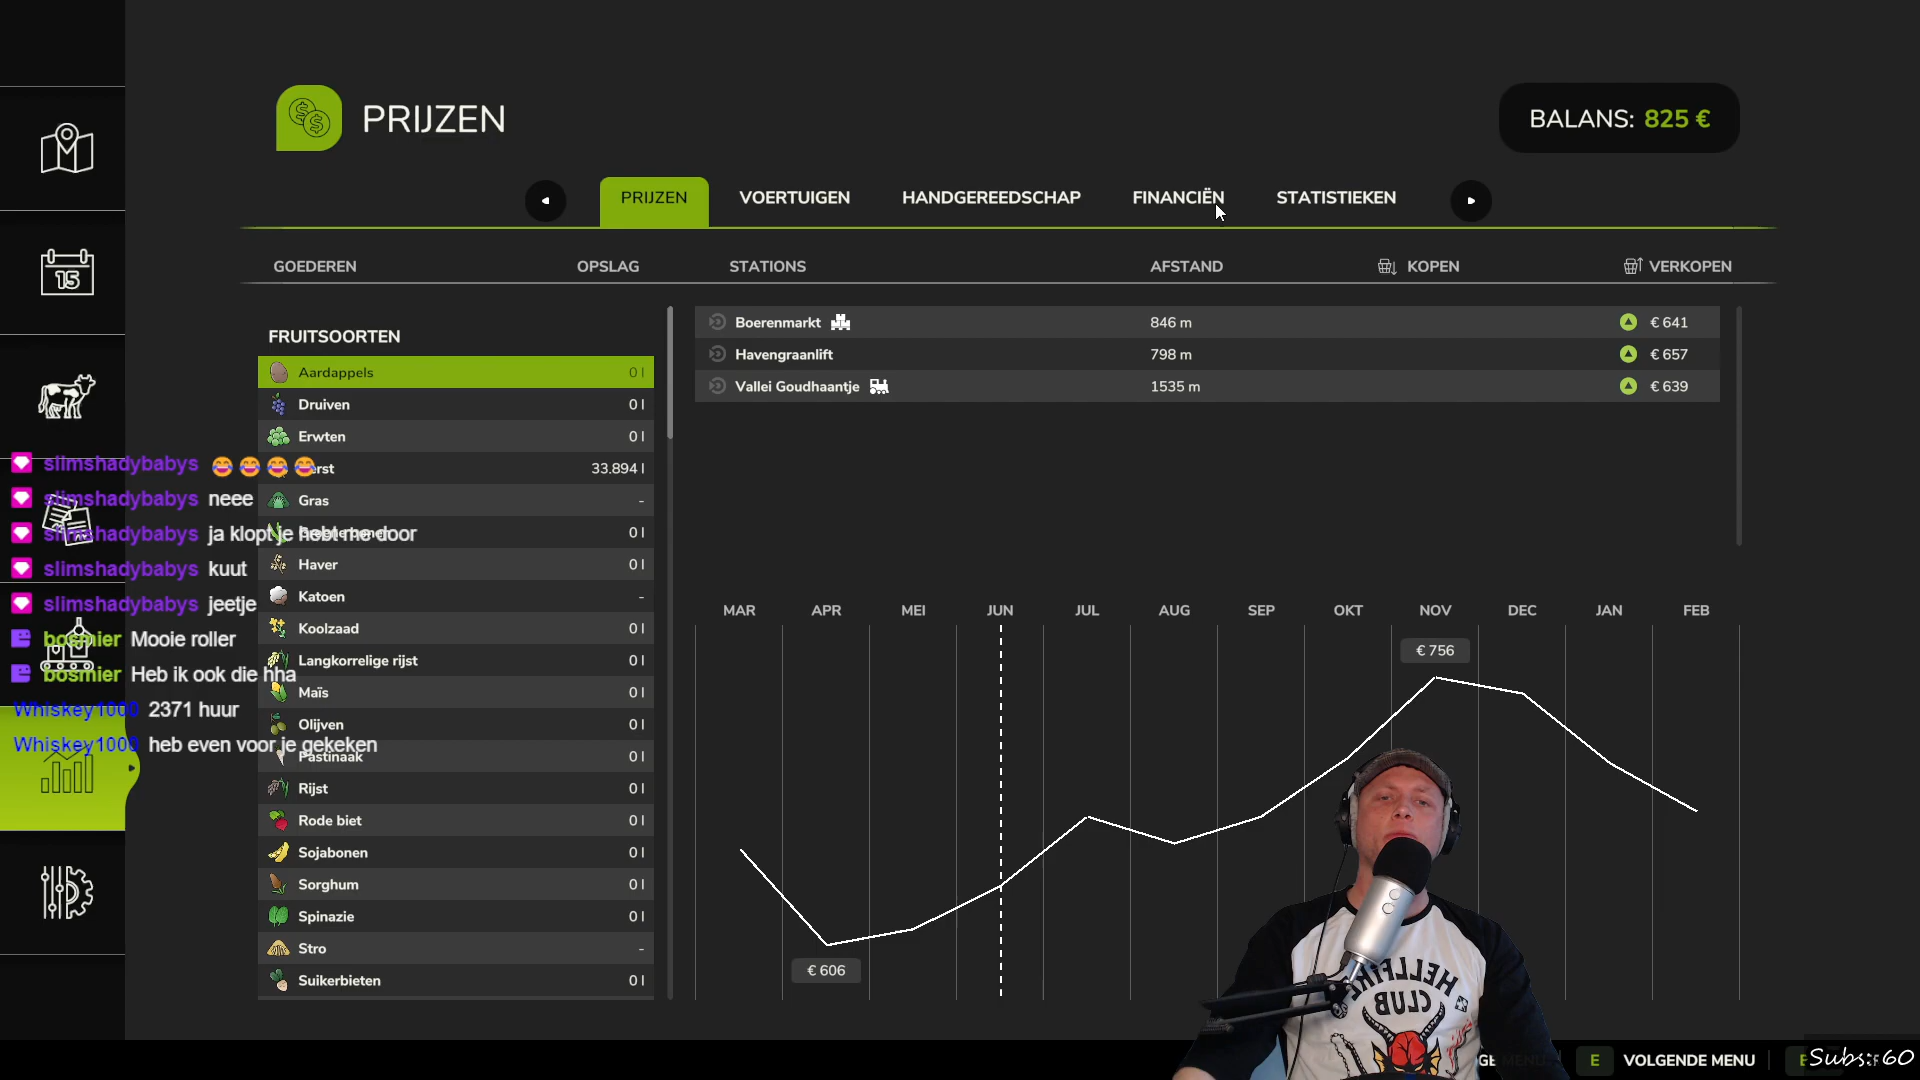 PRIJZEN
BALANS: 825 €
PRIJZEN VOERTUIGEN HANDGEREEDSCHAP FINANCIËN STATISTIEKEN
GOEDEREN OPSLAG STATIONS AFSTAND KOPEN VERKOPEN
15
FRUITSOORTEN
Aardappels 0 l
Druiven 0 l
Erwten 0 l
erst 33.894 l
Gras -
0 l
Haver 0 l
Katoen -
Koolzaad 0 l
Langkorrelige rijst 0 l
Maïs 0 l
Olijven 0 l
Pastinaak 0 l
Rijst 0 l
Rode biet 0 l
Sojabonen 0 l
Sorghum 0 l
Spinazie 0 l
Stro -
Suikerbieten 0 l
Boerenmarkt 846 m € 641
Havengraanlift 798 m € 657
Vallei Goudhaantje 1535 m € 639
MAR APR MEI JUN JUL AUG SEP OKT NOV DEC JAN FEB
€ 756
€ 606
slimshadybabys 😂 😂 😂 😂
slimshadybabys neee
slimshadybabys ja klopt je hebt me door
slimshadybabys kuut
slimshadybabys jeetje
bosmier Mooie roller
bosmier Heb ik ook die hha
Whiskey1000 2371 huur
Whiskey1000 heb even voor je gekeken
HELLFIRE
CLUB
E VOLGENDE MENU
Subs: 60